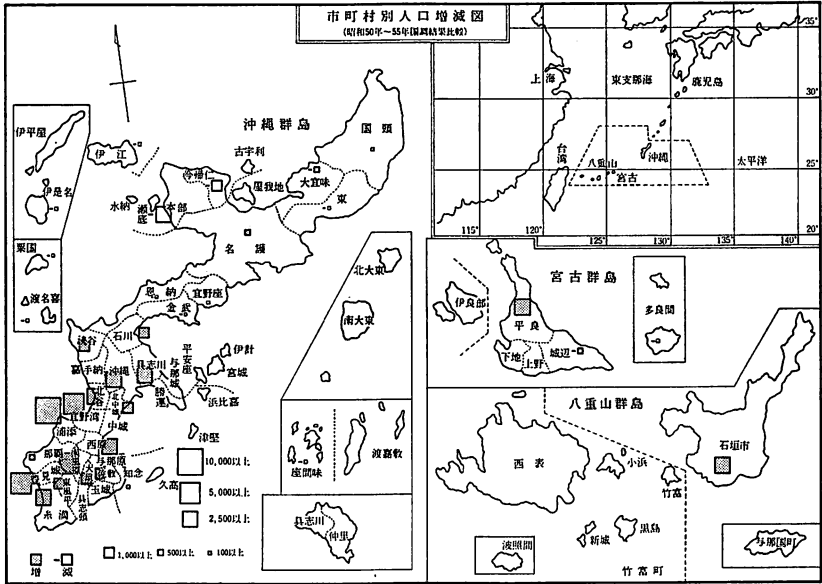 市町村別人口増減図
(昭和50年～55年国調結果比較)
上海
東支那海
鹿児島
台湾
八重山
宮古
沖縄
太平洋
35°
30°
25°
20°
115°
120°
125°
130°
135°
140°
沖縄群島
伊平屋
伊是名
粟国
渡名喜
伊江
水納
瀬底
本部
今帰仁
古宇利
屋我地
大宜味
国頭
東
名護
恩納
宜野座
金武
石川
読谷
嘉手納
沖縄
具志川
与那城
勝連
平安座
伊計
宮城
浜比嘉
津堅
北谷
北中城
宜野湾
中城
浦添
西原
那覇
与那原
知念
玉城
久高
東風平
具志頭
糸満
北大東
南大東
座間味
渡嘉敷
具志川
仲里
10,000以上
5,000以上
2,500以上
1,000以上
500以上
100以上
増
減
宮古群島
伊良部
平良
城辺
下地
上野
多良間
八重山群島
石垣市
西表
小浜
竹富
黒島
新城
波照間
竹富町
与那国町